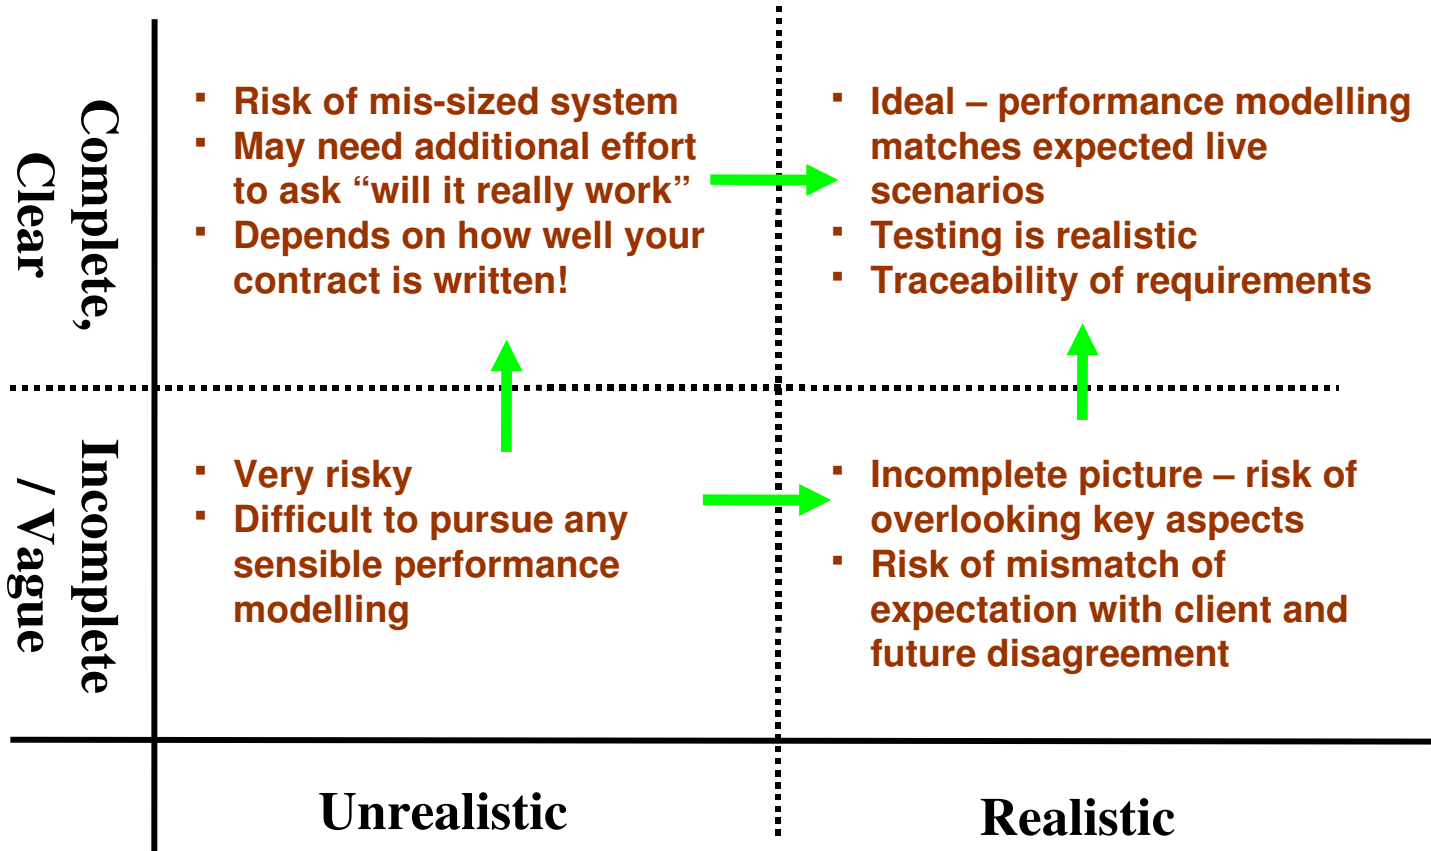 Complete,
Clear
▪ Risk of mis-sized system
▪ May need additional effort
to ask “will it really work”
▪ Depends on how well your
contract is written!
▪ Ideal – performance modelling
matches expected live
scenarios
▪ Testing is realistic
▪ Traceability of requirements
Incomplete
/ Vague
▪ Very risky
▪ Difficult to pursue any
sensible performance
modelling
▪ Incomplete picture – risk of
overlooking key aspects
▪ Risk of mismatch of
expectation with client and
future disagreement
Unrealistic
Realistic